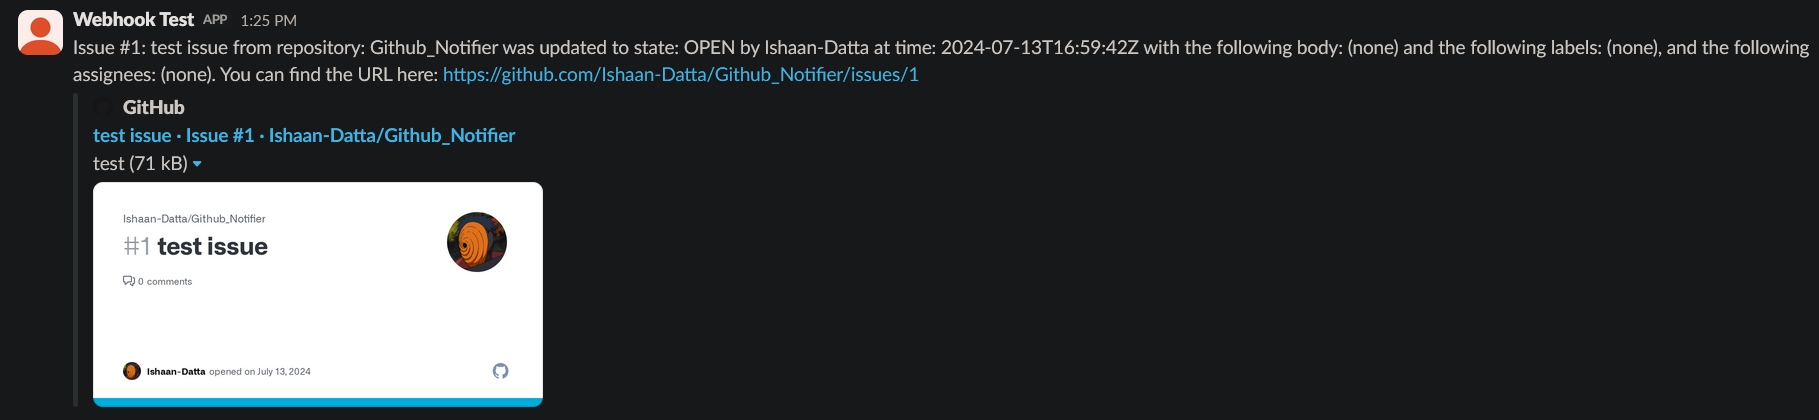 Webhook Test APP 1:25 PM
Issue #1: test issue from repository: Github_Notifier was updated to state: OPEN by Ishaan-Datta at time: 2024-07-13T16:59:42Z with the following body: (none) and the following labels: (none), and the following
assignees: (none). You can find the URL here: https://github.com/Ishaan-Datta/Github_Notifier/issues/1
GitHub
test issue · Issue #1 · Ishaan-Datta/Github_Notifier
test (71 kB)
Ishaan-Datta/Github_Notifier
#1 test issue
0 comments
Ishaan-Datta opened on July 13, 2024